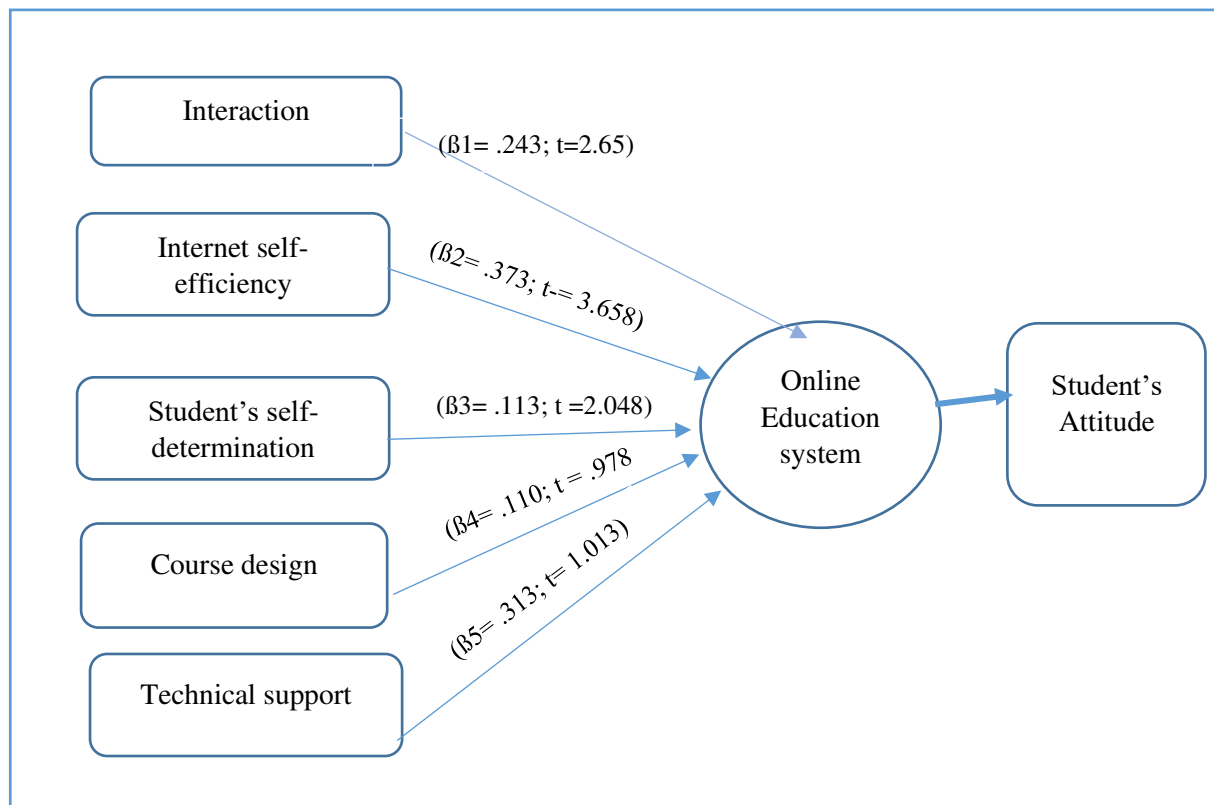 Interaction
(ß1= .243; t=2.65)
Internet self-
efficiency
(ß2= .373; t-= 3.658)
Student’s self-
determination
(ß3= .113; t =2.048)
Course design
(ß4= .110; t = .978
Technical support
(ß5= .313; t= 1.013)
Online
Education
system
Student’s
Attitude